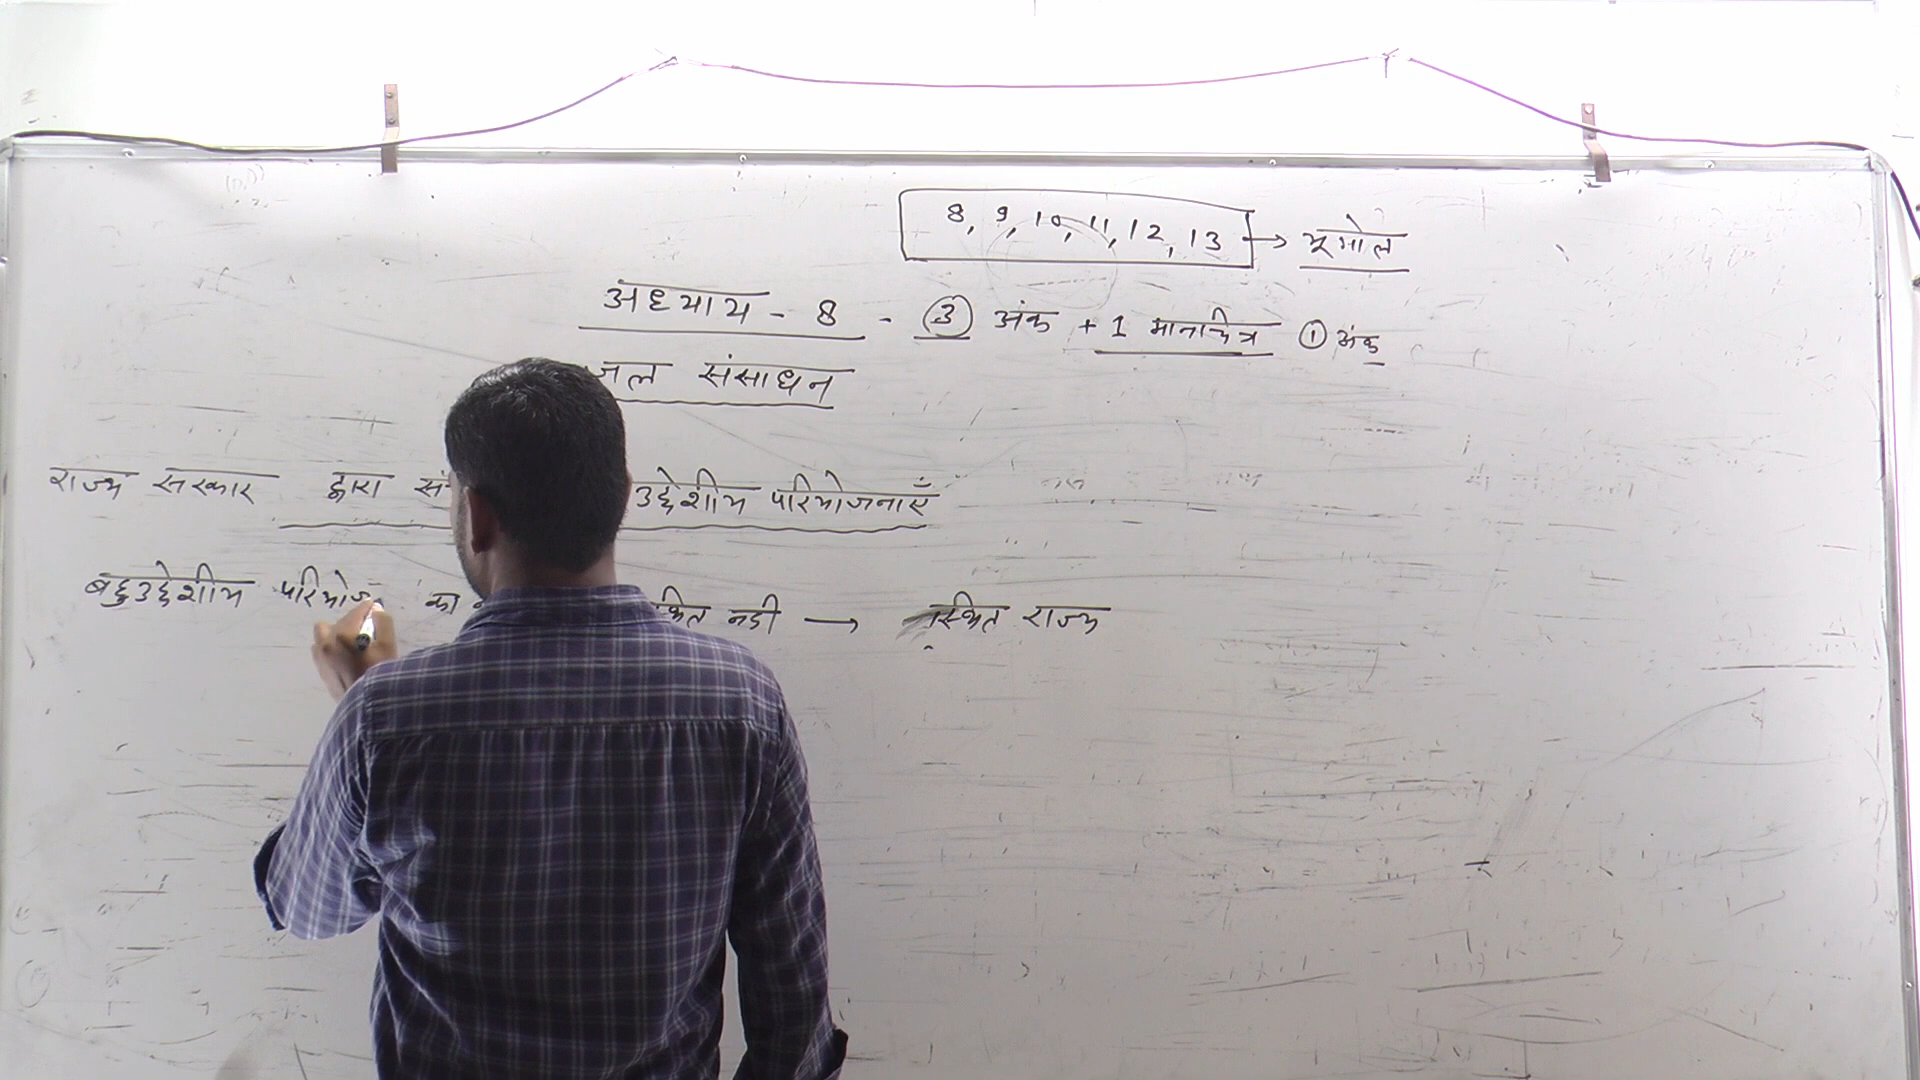 8, 9, 10, 11, 12, 13 → भूगोल
अध्याय - 8 - ③ अंक + 1 मानचित्र ① अंक
जल संसाधन
राज्य सरकार द्वारा उद्देशीय परियोजनाएँ
बहुउद्देशीय का नदी → स्थित राज्य